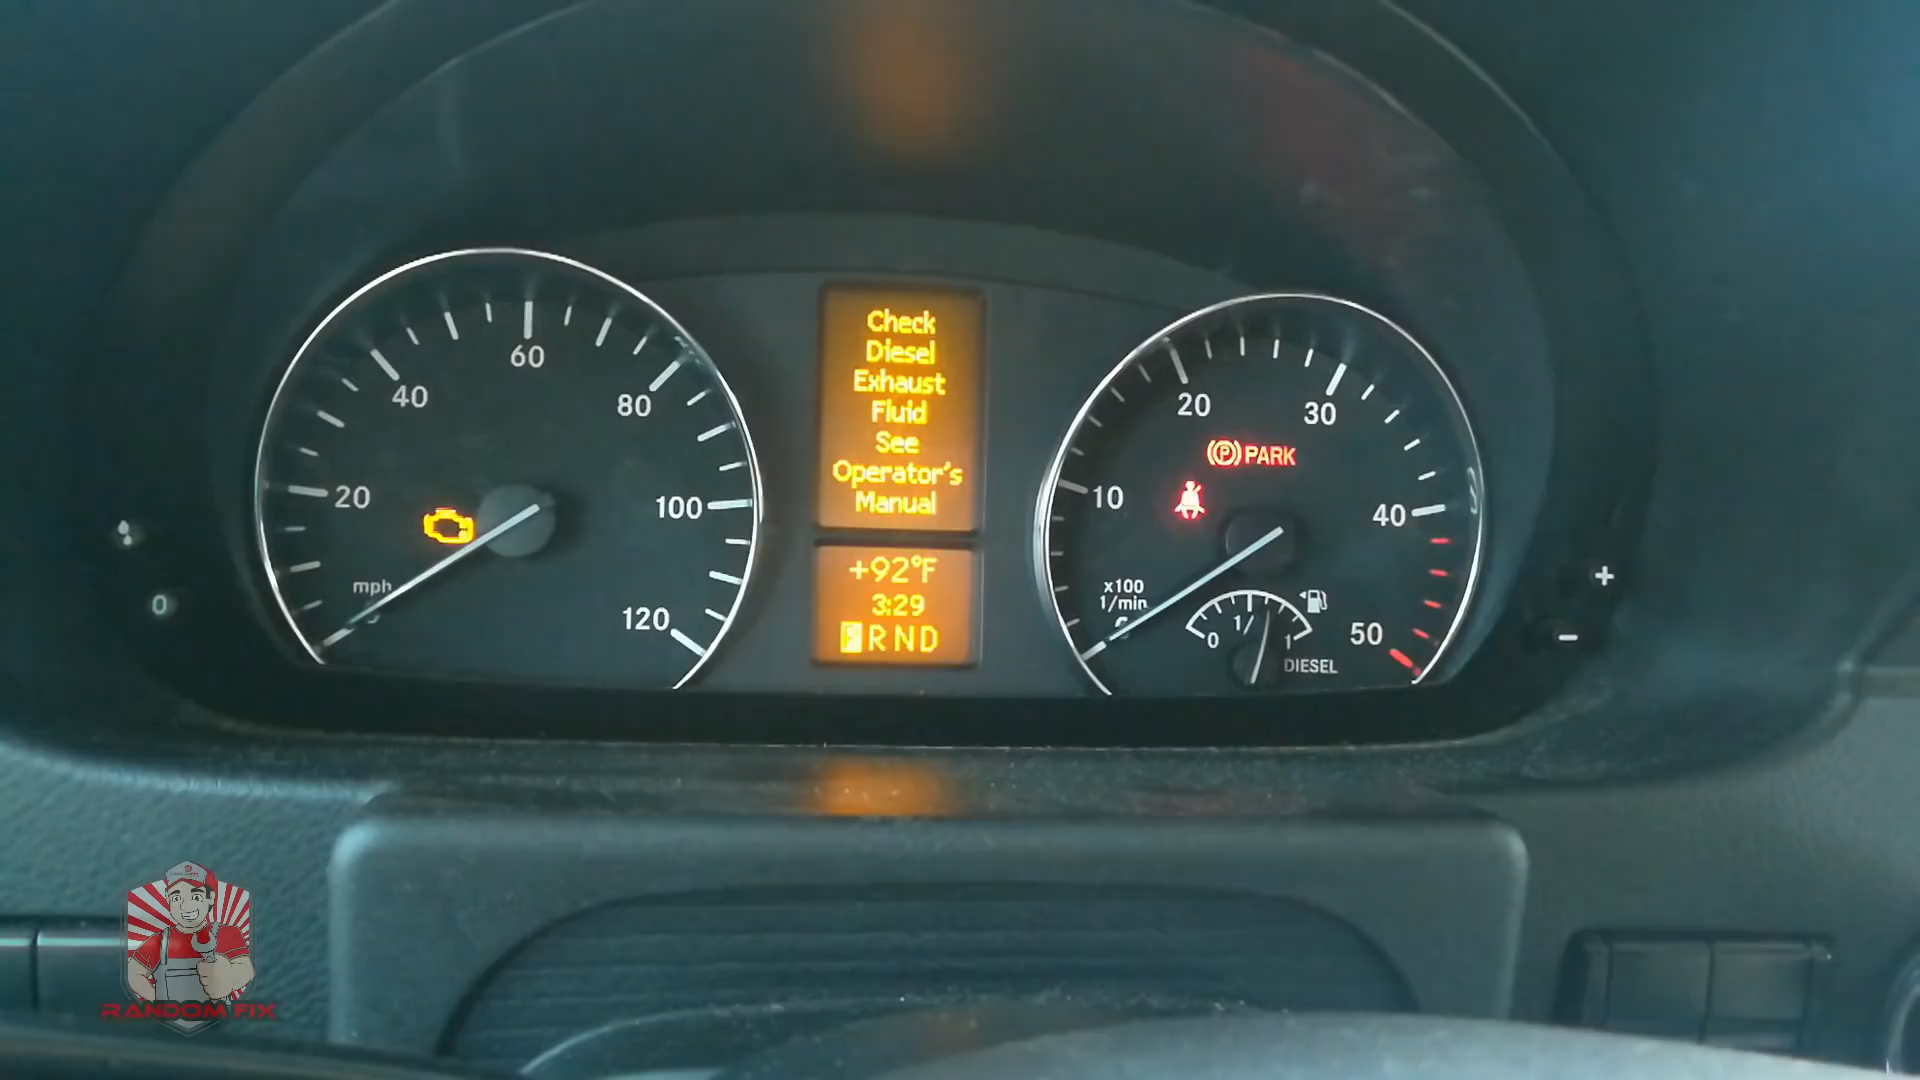 Check
Diesel
Exhaust
Fluid
See
Operator's
Manual
+92°F
3:29
P R N D
20
40
60
80
100
120
mph
0
10
20
30
40
50
PARK
x100
1/min
0
1/
1
DIESEL
+
-
RANDOM FIX